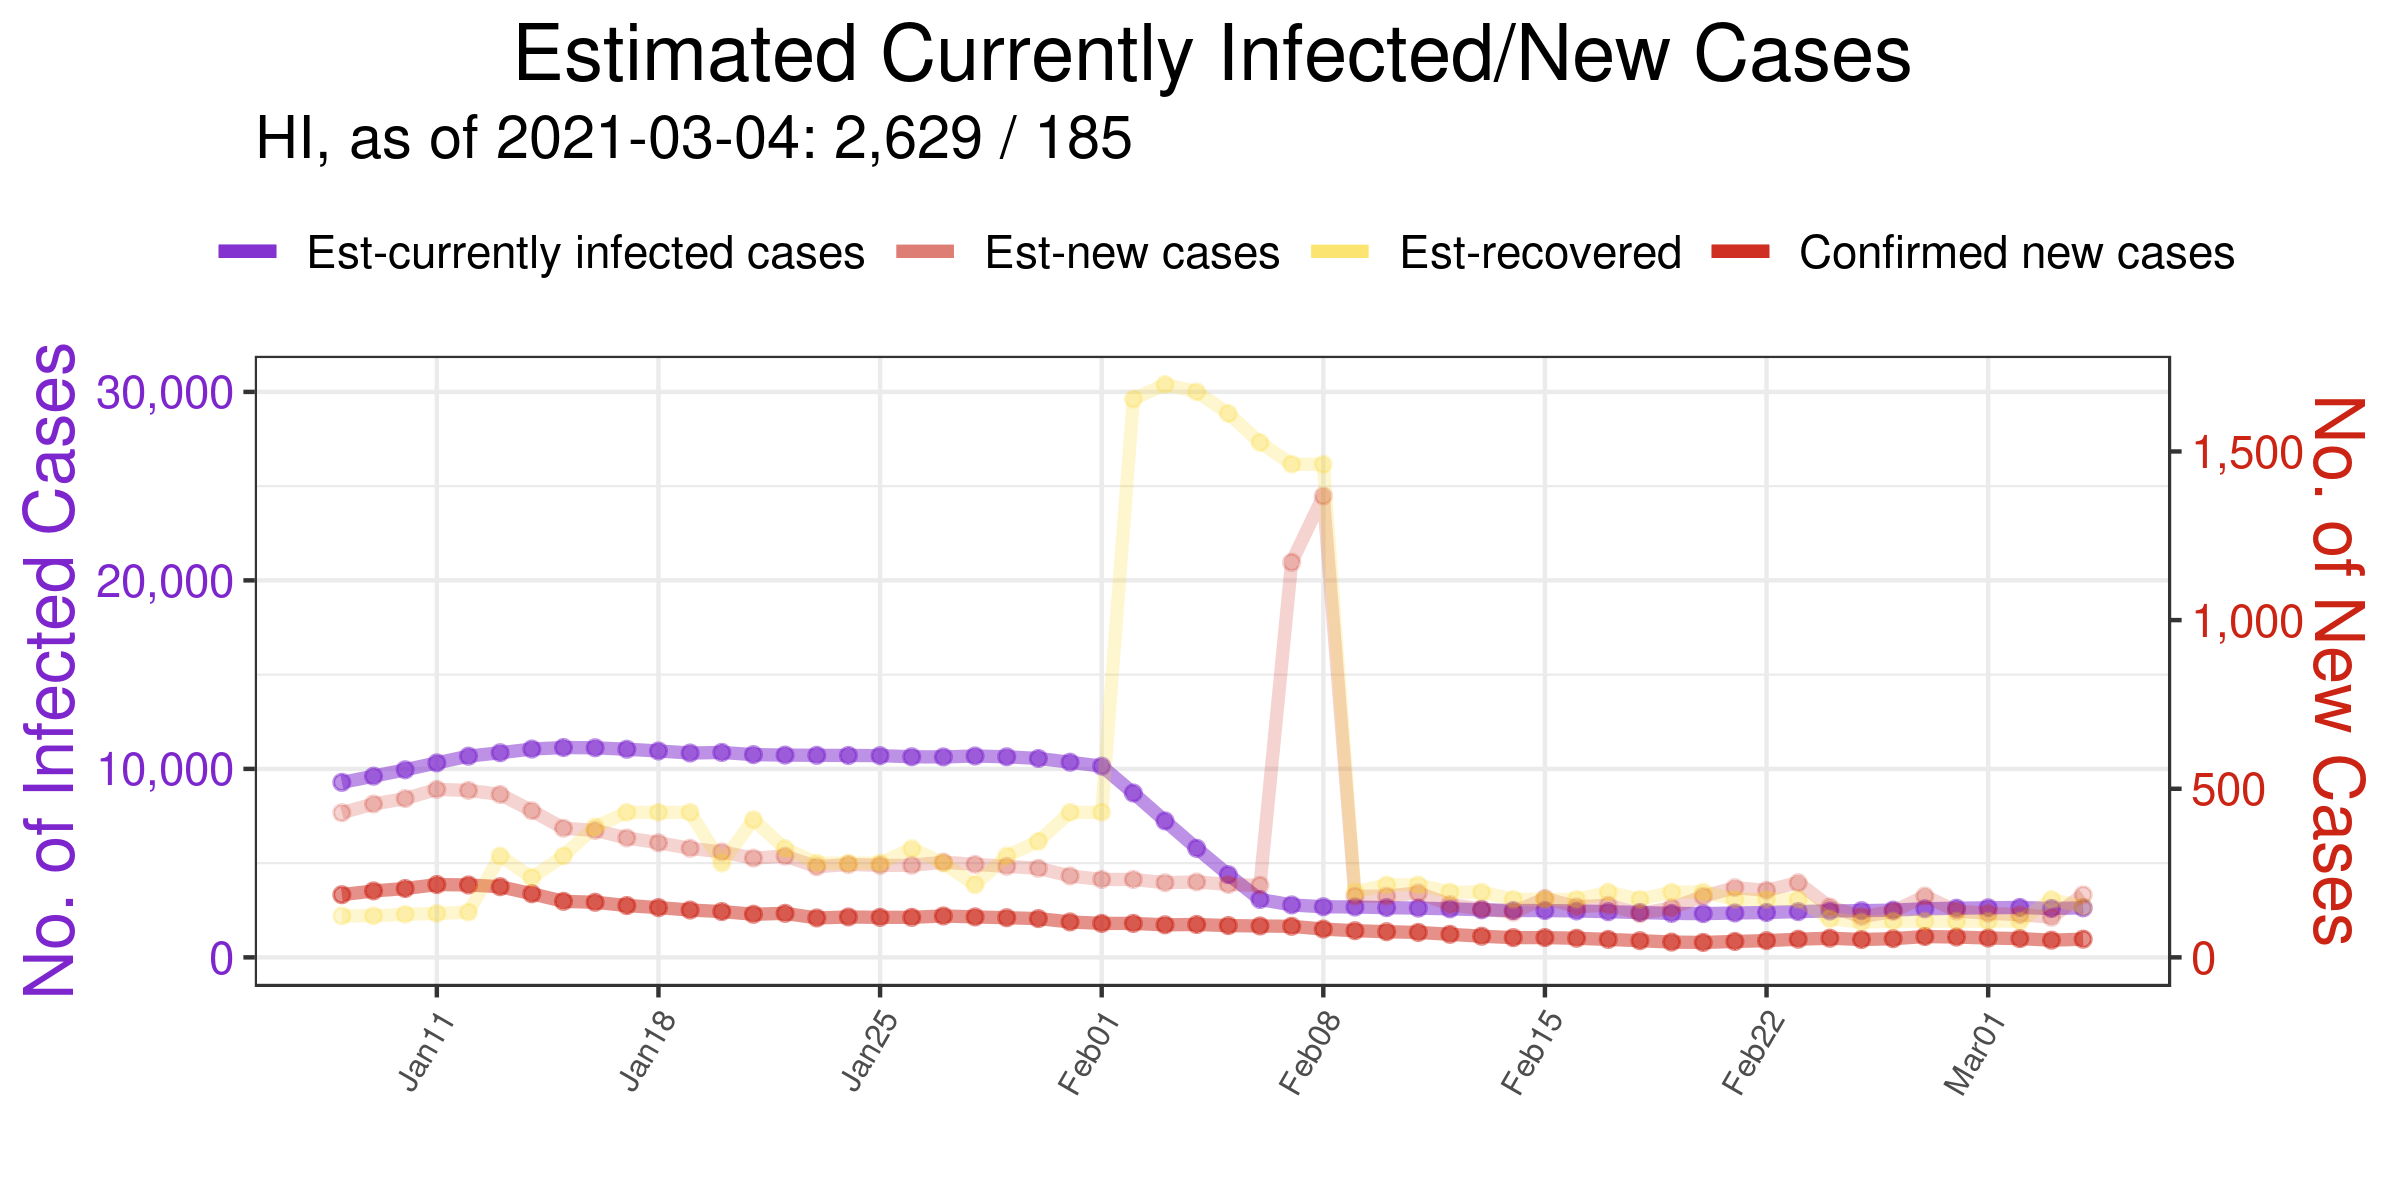 Estimated Currently Infected/New Cases
HI, as of 2021-03-04: 2,629 / 185
Est-currently infected cases Est-new cases Est-recovered Confirmed new cases
No. of Infected Cases
30,000
20,000
10,000
0
1,500
1,000
500
0
No. of New Cases
Jan11 Jan18 Jan25 Feb01 Feb08 Feb15 Feb22 Mar01